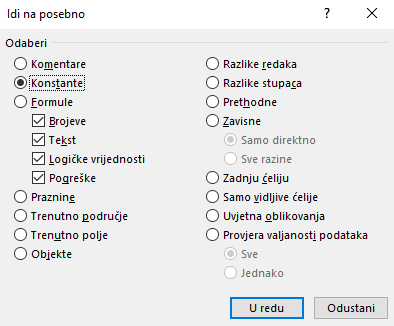 Idi na posebno
?
Odaberi
Komentare
Konstante
Formule
Brojeve
Tekst
Logičke vrijednosti
Pogreške
Praznine
Trenutno područje
Trenutno polje
Objekte
Razlike redaka
Razlike stupaca
Prethodne
Zavisne
Samo direktno
Sve razine
Zadnju ćeliju
Samo vidljive ćelije
Uvjetna oblikovanja
Provjera valjanosti podataka
Sve
Jednako
U redu
Odustani